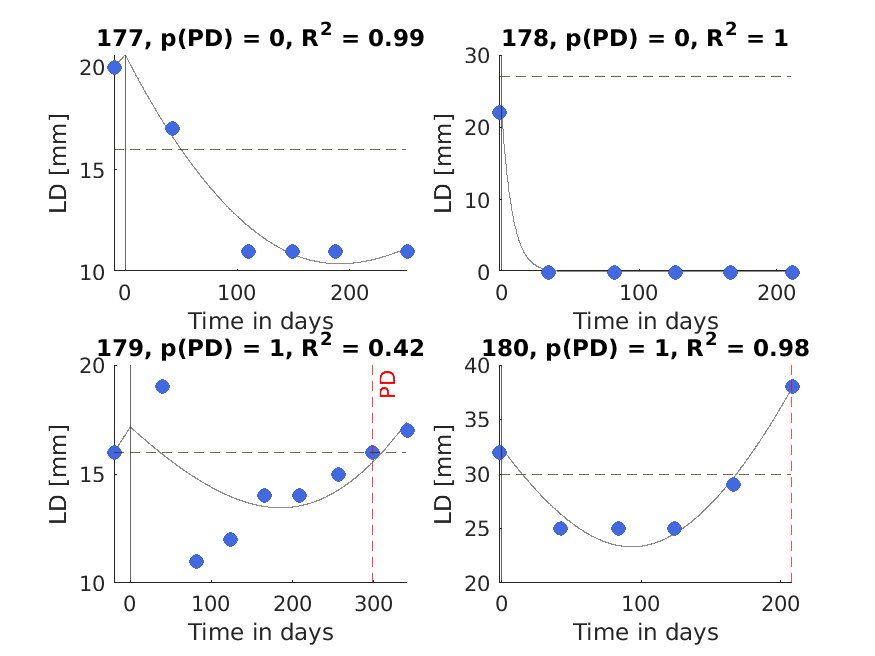 177, p(PD) = 0, R² = 0.99
LD [mm]
20
15
10
0
100
200
Time in days
178, p(PD) = 0, R² = 1
LD [mm]
30
20
10
0
0
100
200
Time in days
179, p(PD) = 1, R² = 0.42
LD [mm]
20
15
10
PD
0
100
200
300
Time in days
180, p(PD) = 1, R² = 0.98
LD [mm]
40
35
30
25
20
0
100
200
Time in days